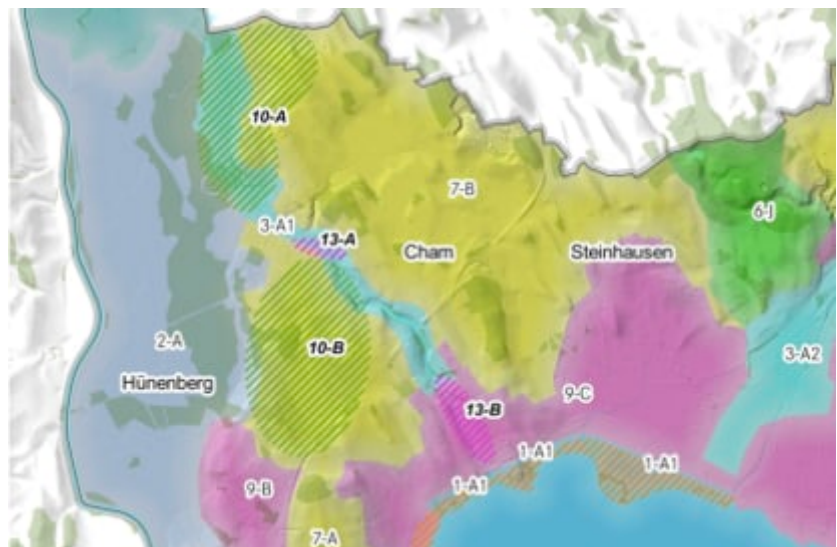 10-A
7-B
6-J
3-A1
13-A
Cham
Steinhausen
2-A
10-B
3-A2
Hünenberg
13-B
9-C
1-A1
1-A1
1-A1
9-B
7-A